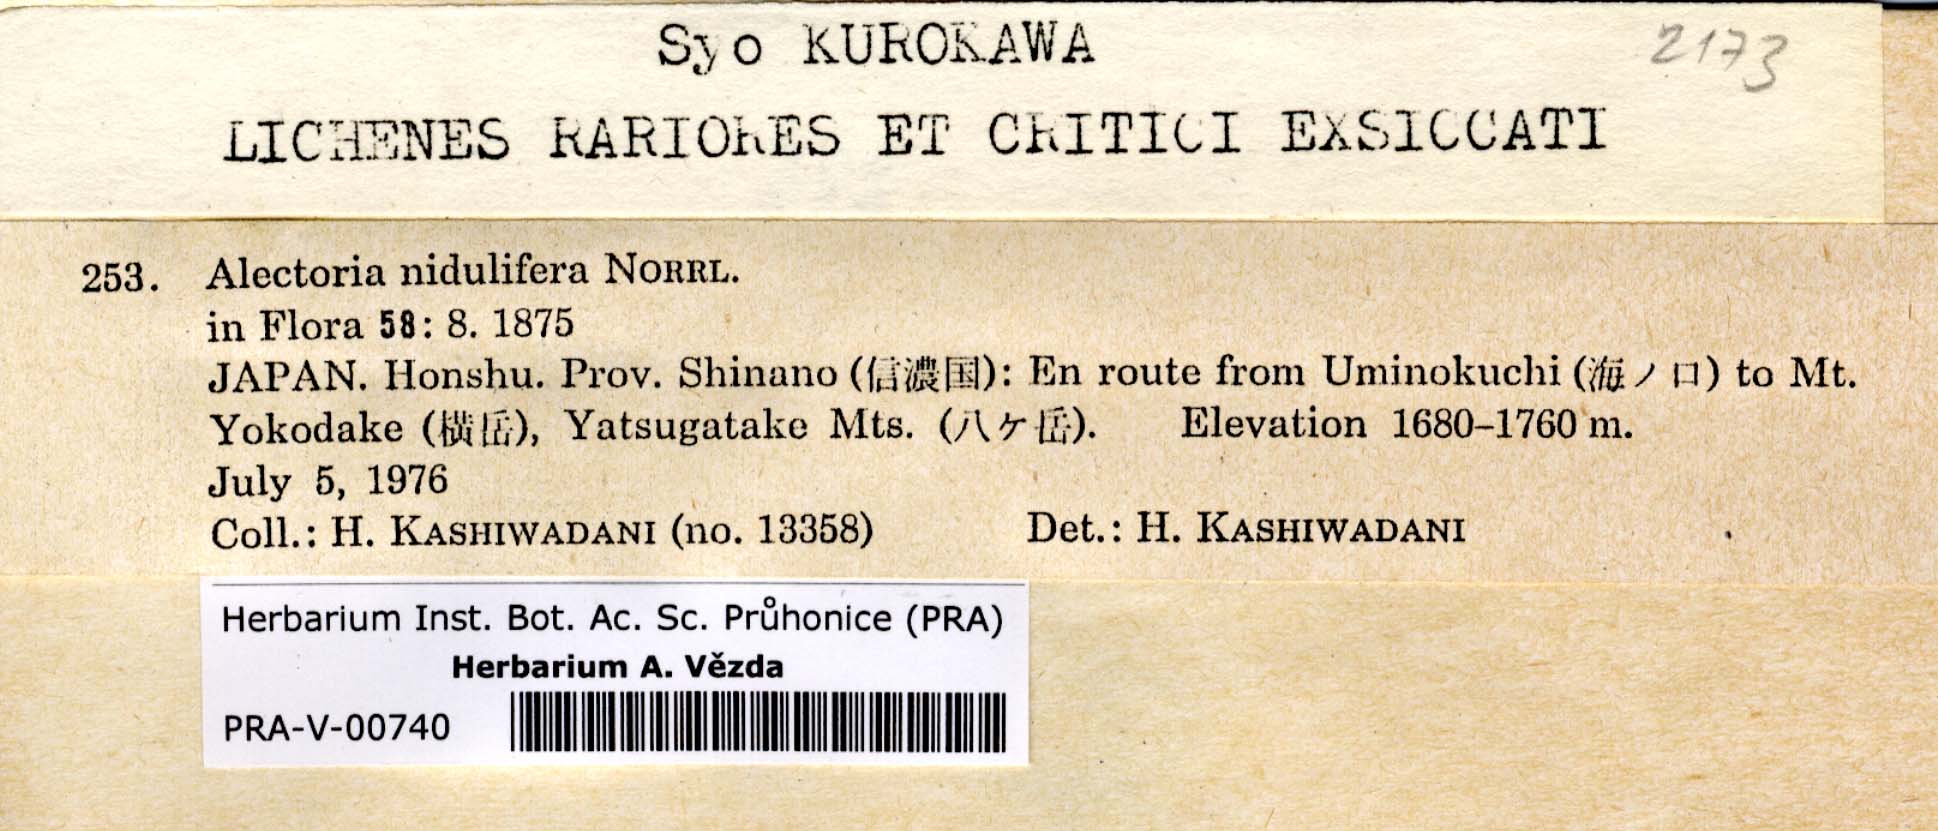 Syo KUROKAWA
2173
LICHENES RARIORES ET CRITICI EXSICCATI
253. Alectoria nidulifera NORRL.
in Flora 58: 8. 1875
JAPAN. Honshu. Prov. Shinano (信濃国): En route from Uminokuchi (海ノ口) to Mt.
Yokodake (横岳), Yatsugatake Mts. (八ケ岳). Elevation 1680–1760 m.
July 5, 1976
Coll.: H. KASHIWADANI (no. 13358) Det.: H. KASHIWADANI
Herbarium Inst. Bot. Ac. Sc. Průhonice (PRA)
Herbarium A. Vězda
PRA-V-00740